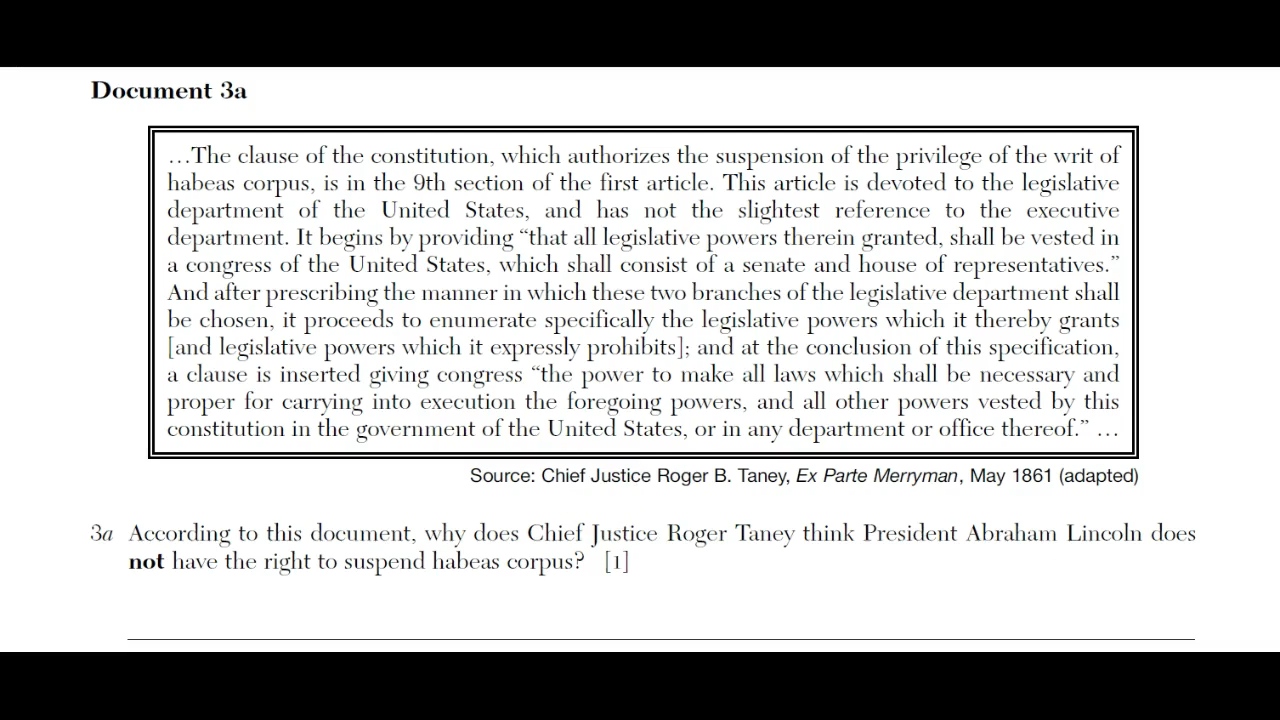 Document 3a
…The clause of the constitution, which authorizes the suspension of the privilege of the writ of
habeas corpus, is in the 9th section of the first article. This article is devoted to the legislative
department of the United States, and has not the slightest reference to the executive
department. It begins by providing “that all legislative powers therein granted, shall be vested in
a congress of the United States, which shall consist of a senate and house of representatives.”
And after prescribing the manner in which these two branches of the legislative department shall
be chosen, it proceeds to enumerate specifically the legislative powers which it thereby grants
[and legislative powers which it expressly prohibits]; and at the conclusion of this specification,
a clause is inserted giving congress “the power to make all laws which shall be necessary and
proper for carrying into execution the foregoing powers, and all other powers vested by this
constitution in the government of the United States, or in any department or office thereof.” …
Source: Chief Justice Roger B. Taney, Ex Parte Merryman, May 1861 (adapted)
3a According to this document, why does Chief Justice Roger Taney think President Abraham Lincoln does
not have the right to suspend habeas corpus? [1]